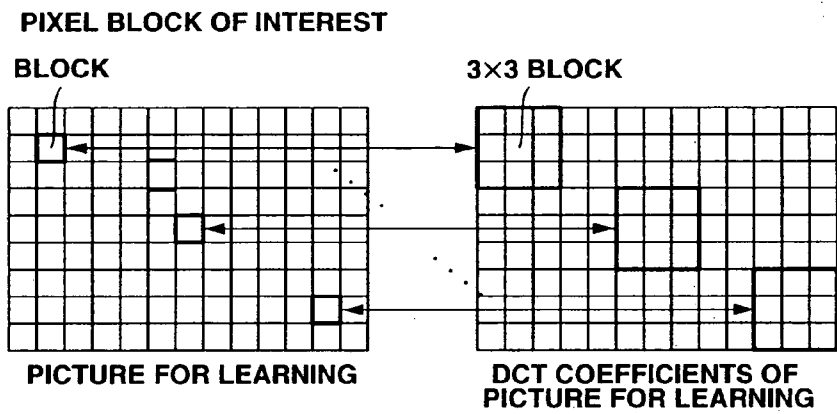 PIXEL BLOCK OF INTEREST
BLOCK
3×3 BLOCK
PICTURE FOR LEARNING
DCT COEFFICIENTS OF
PICTURE FOR LEARNING